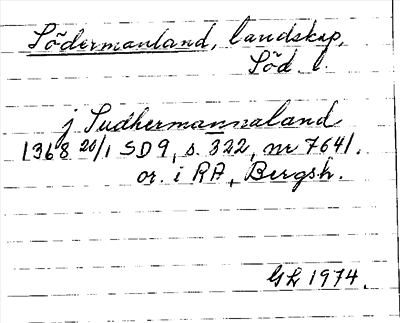 Södermanland, landskap,
Söd l.
j Sudhermannaland
1368 20/1 SD 9, s. 322, nr 7641.
or. i RA, Bergsh.
GL 1974.